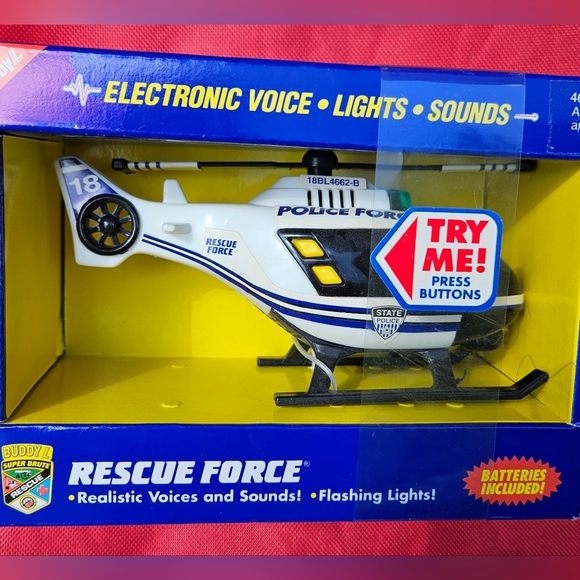 ELECTRONIC VOICE • LIGHTS • SOUNDS
18
18BL4662-B
POLICE FORC
RESCUE
FORCE
TRY
ME!
PRESS
BUTTONS
STATE
POLICE
BUDDY L
SUPER BRUTE
RESCUE
RESCUE FORCE®
•Realistic Voices and Sounds! •Flashing Lights!
BATTERIES
INCLUDED!